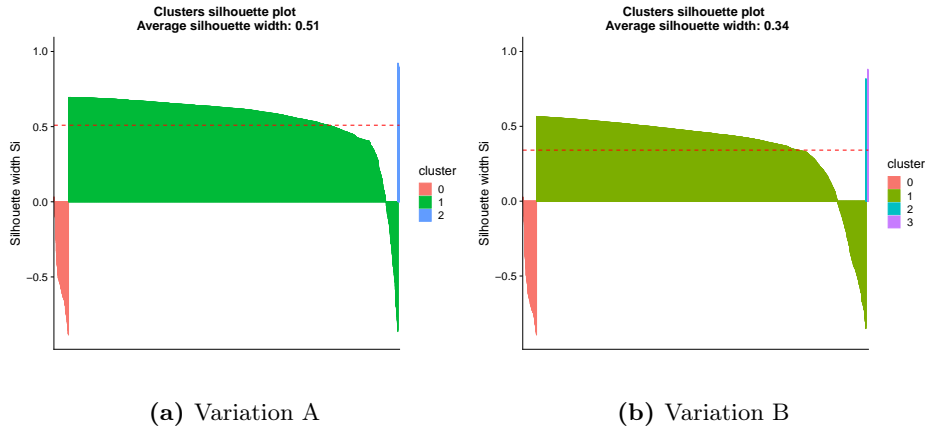 Clusters silhouette plot
Average silhouette width: 0.51
1.0
0.5
0.0
−0.5
Silhouette width Si
cluster
0
1
2
(a) Variation A
Clusters silhouette plot
Average silhouette width: 0.34
1.0
0.5
0.0
−0.5
Silhouette width Si
cluster
0
1
2
3
(b) Variation B